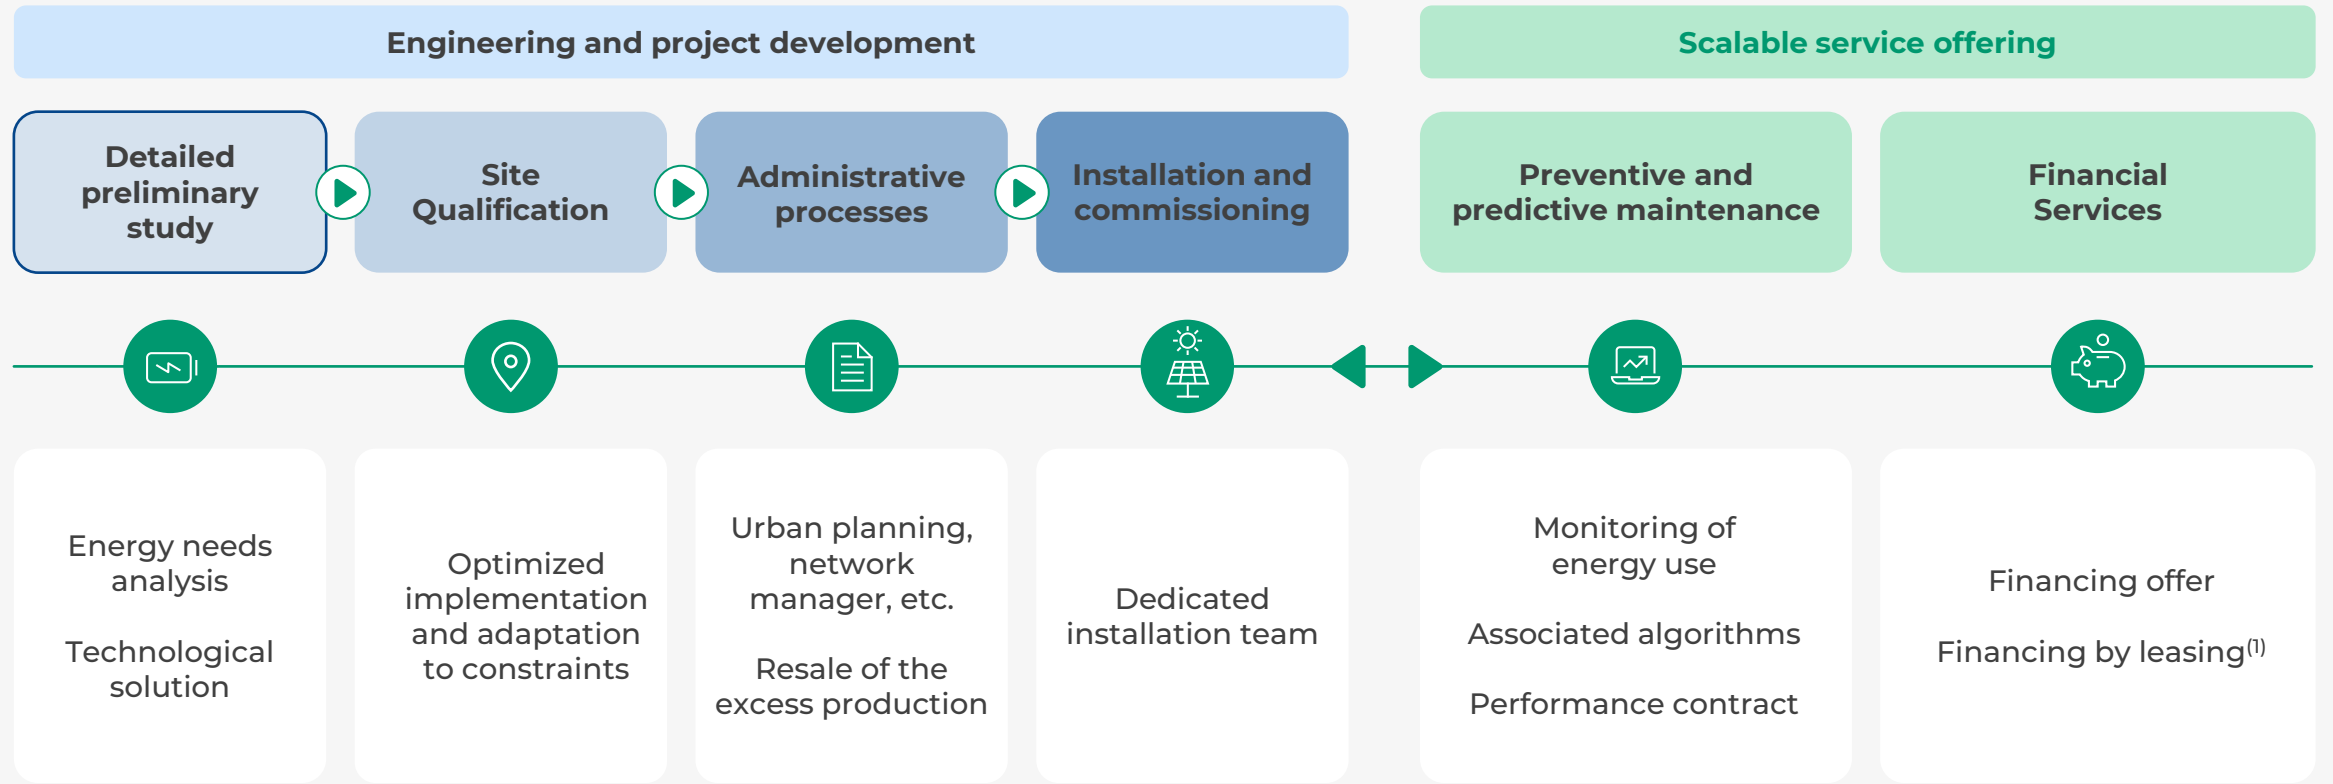 Engineering and project development
Scalable service offering
Detailed
preliminary
study
Site
Qualification
Administrative
processes
Installation and
commissioning
Preventive and
predictive maintenance
Financial
Services
Energy needs
analysis
Technological
solution
Optimized
implementation
and adaptation
to constraints
Urban planning,
network
manager, etc.
Resale of the
excess production
Dedicated
installation team
Monitoring of
energy use
Associated algorithms
Performance contract
Financing offer
Financing by leasing(1)